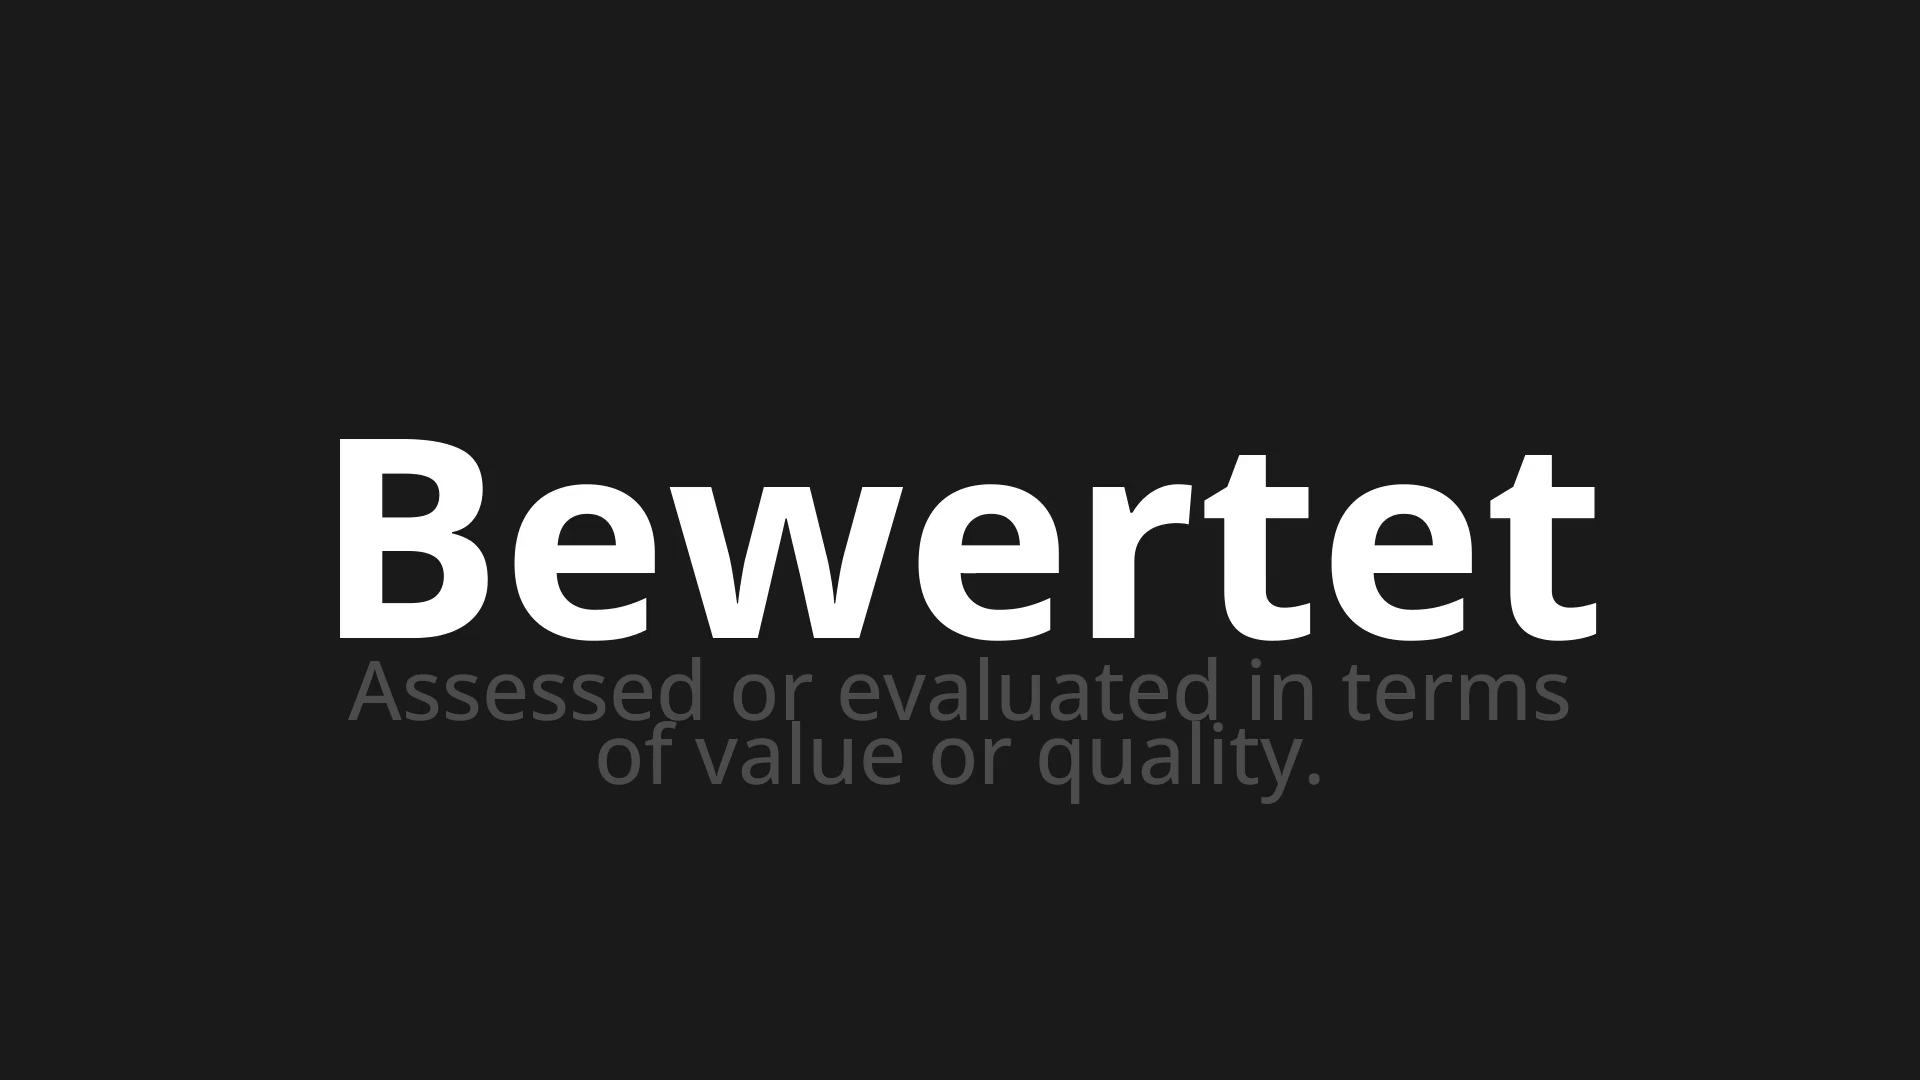 Bewertet
Assessed or evaluated in terms
of value or quality.